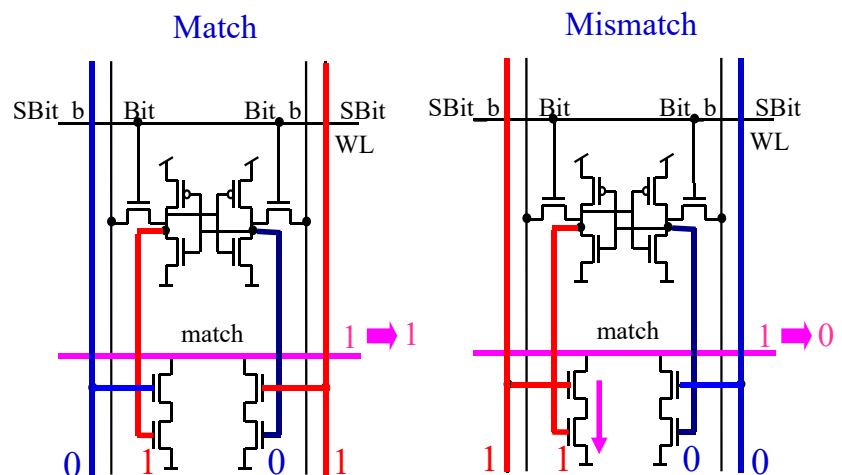 Match
Mismatch
SBit_b Bit Bit_b SBit
WL
SBit_b Bit Bit_b SBit
WL
match 1 1
match 1 0
0 1 0 1
1 1 0 0